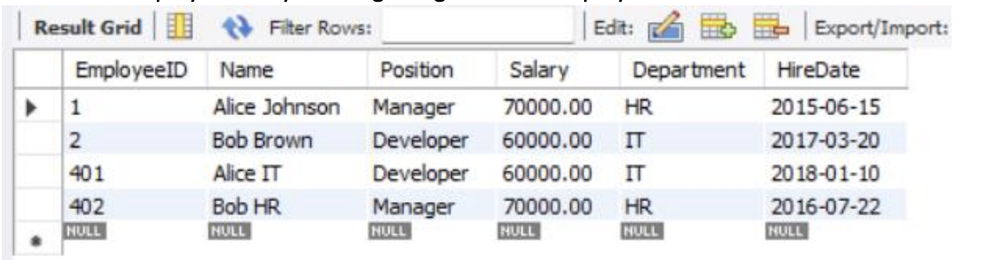 Result Grid Filter Rows: Edit: Export/Import:
EmployeeID Name Position Salary Department HireDate
1 Alice Johnson Manager 70000.00 HR 2015-06-15
2 Bob Brown Developer 60000.00 IT 2017-03-20
401 Alice IT Developer 60000.00 IT 2018-01-10
402 Bob HR Manager 70000.00 HR 2016-07-22
NULL NULL NULL NULL NULL NULL